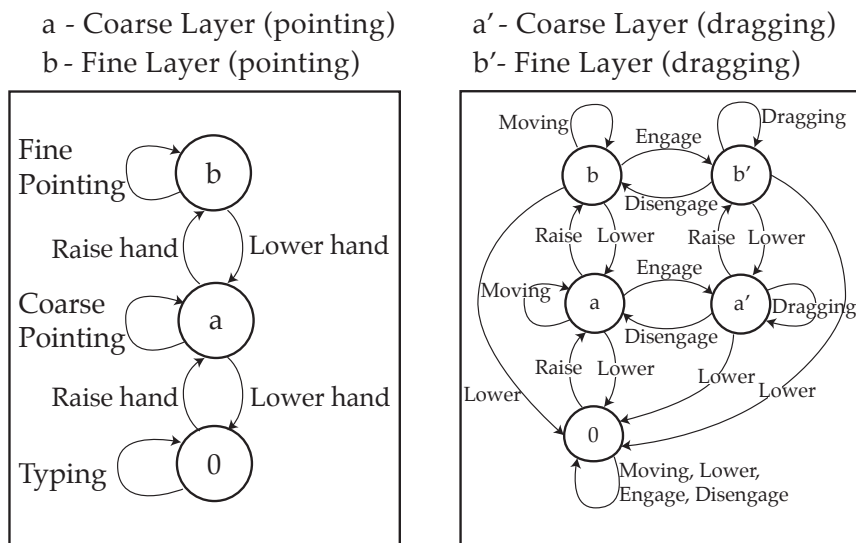 a - Coarse Layer (pointing)
b - Fine Layer (pointing)
Fine
Pointing
b
Raise hand
Lower hand
Coarse
Pointing
a
Raise hand
Lower hand
Typing
0
a' - Coarse Layer (dragging)
b'- Fine Layer (dragging)
Moving
Engage
Dragging
b
b'
Disengage
Raise
Lower
Raise
Lower
Engage
Moving
a
a'
Dragging
Disengage
Raise
Lower
Lower
Lower
Lower
0
Moving, Lower,
Engage, Disengage